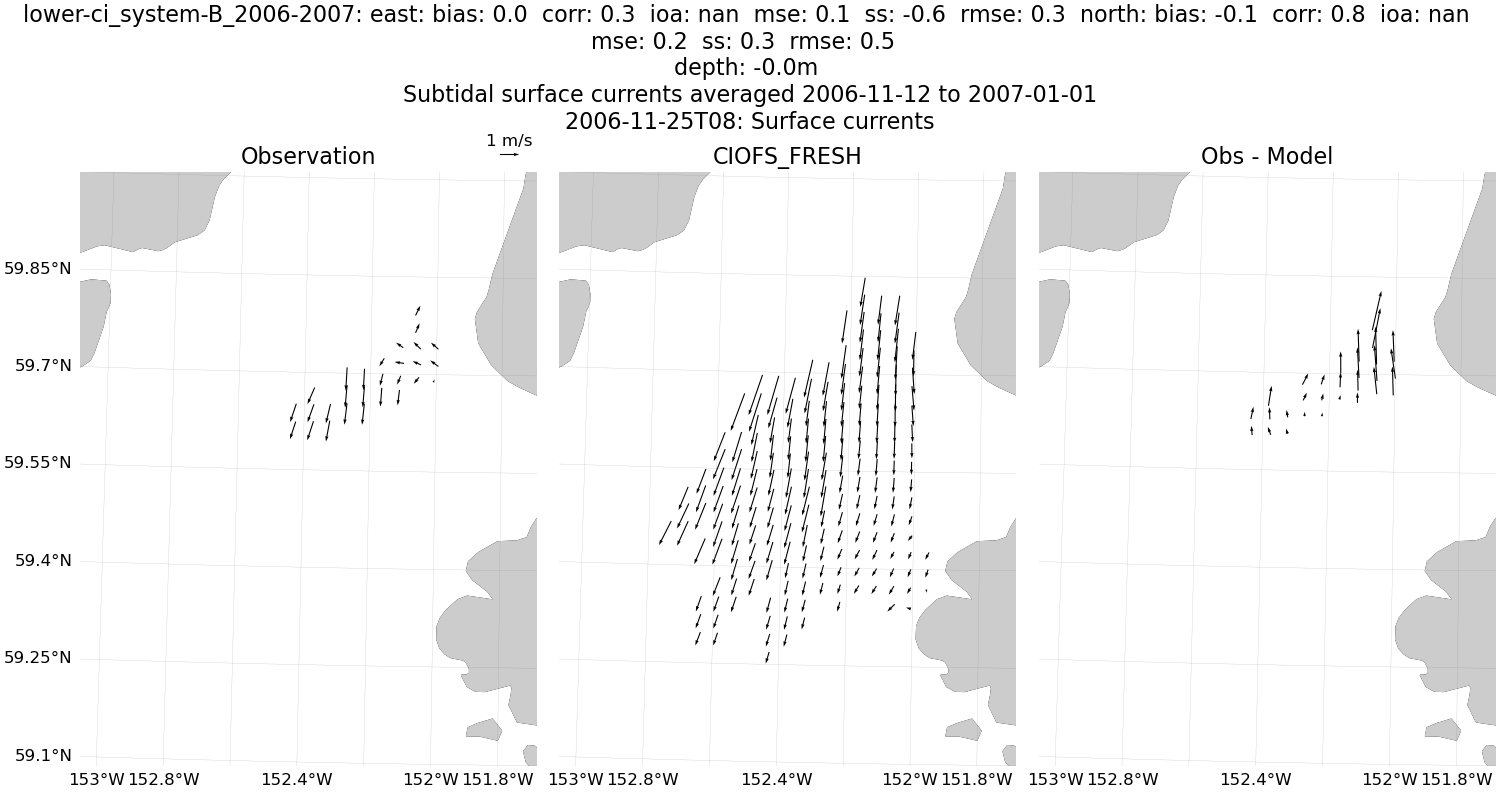 lower-ci_system-B_2006-2007: east: bias: 0.0  corr: 0.3  ioa: nan  mse: 0.1  ss: -0.6  rmse: 0.3  north: bias: -0.1  corr: 0.8  ioa: nan
mse: 0.2  ss: 0.3  rmse: 0.5
depth: -0.0m
Subtidal surface currents averaged 2006-11-12 to 2007-01-01
2006-11-25T08: Surface currents
1 m/s
Observation
CIOFS_FRESH
Obs - Model
59.85°N
59.7°N
59.55°N
59.4°N
59.25°N
59.1°N
153°W 152.8°W 152.4°W 152°W 151.8°W
153°W 152.8°W 152.4°W 152°W 151.8°W
153°W 152.8°W 152.4°W 152°W 151.8°W